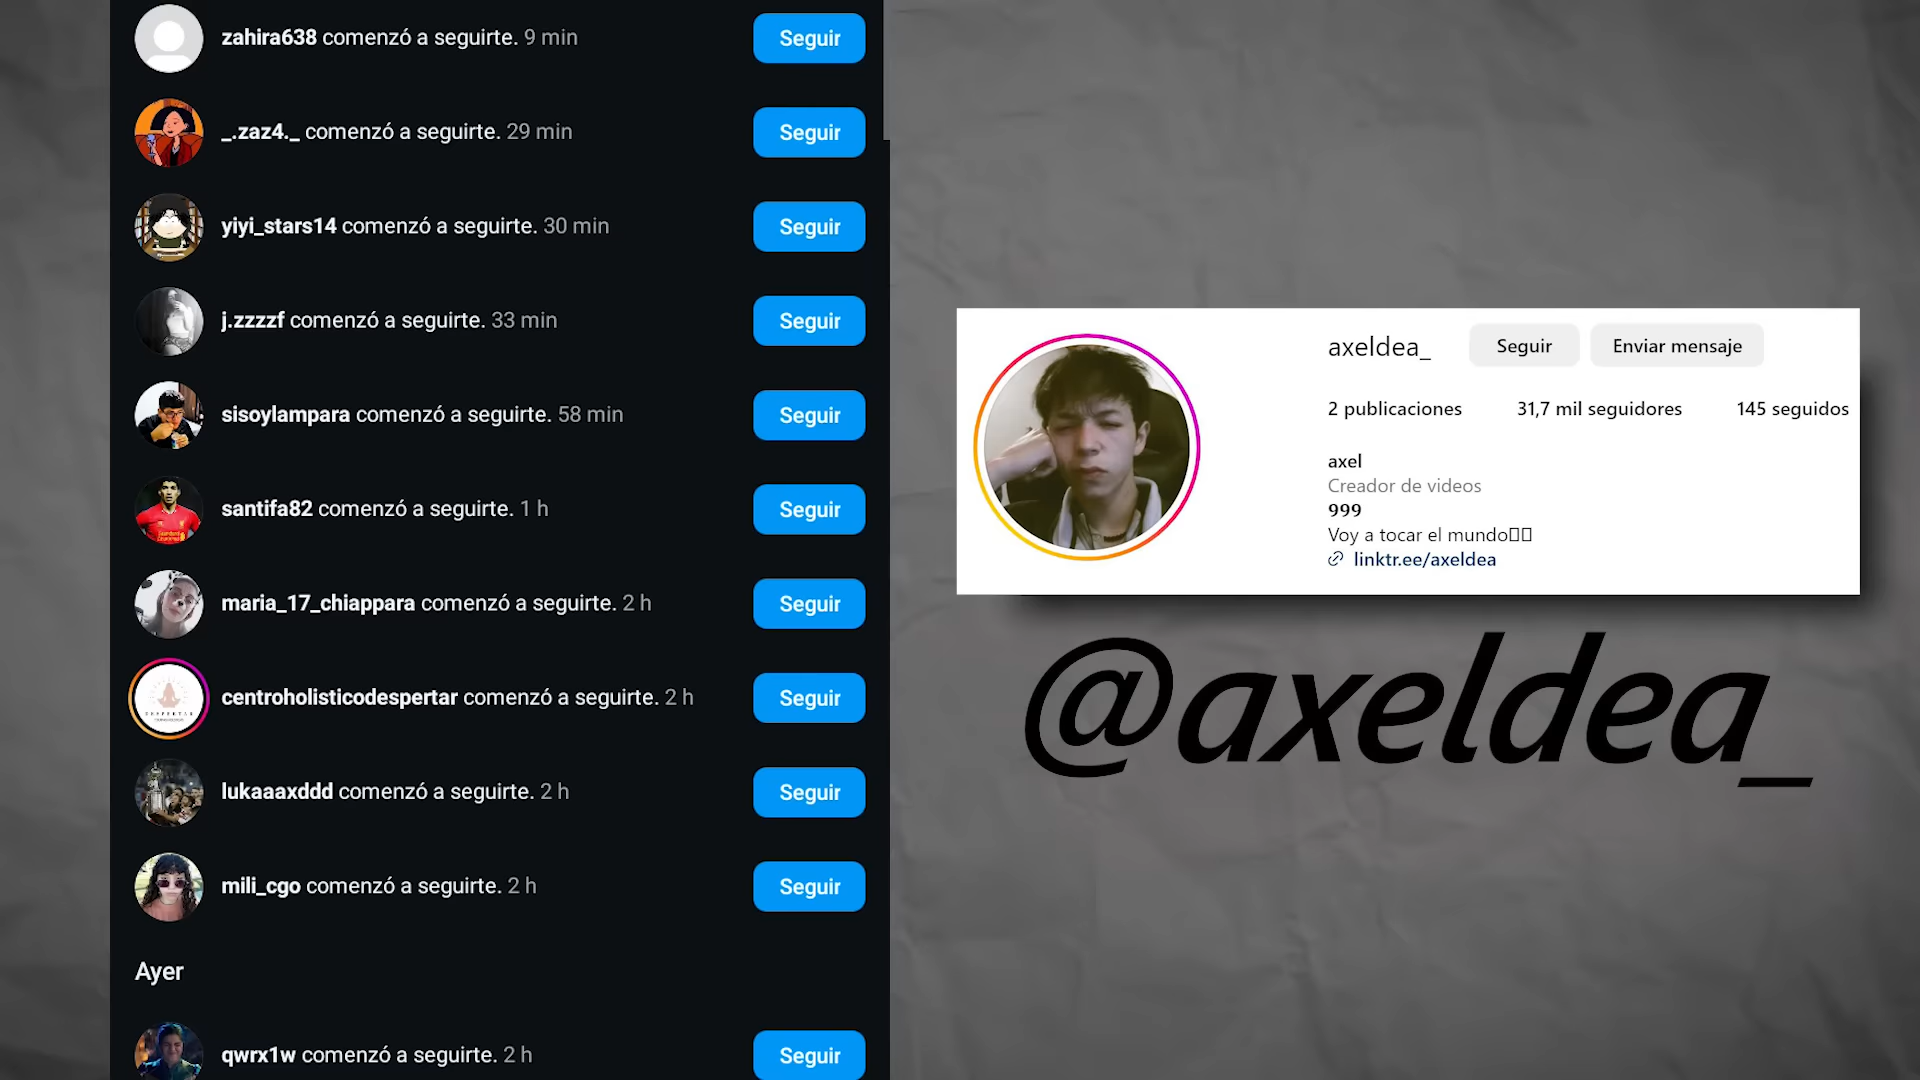 zahira638 comenzó a seguirte. 9 min
Seguir
_.zaz4._ comenzó a seguirte. 29 min
Seguir
yiyi_stars14 comenzó a seguirte. 30 min
Seguir
j.zzzzf comenzó a seguirte. 33 min
Seguir
sisoylampara comenzó a seguirte. 58 min
Seguir
santifa82 comenzó a seguirte. 1 h
Seguir
maria_17_chiappara comenzó a seguirte. 2 h
Seguir
centroholisticodespertar comenzó a seguirte. 2 h
Seguir
lukaaaxddd comenzó a seguirte. 2 h
Seguir
mili_cgo comenzó a seguirte. 2 h
Seguir
Ayer
qwrx1w comenzó a seguirte. 2 h
Seguir
axeldea_
Seguir
Enviar mensaje
2 publicaciones
31,7 mil seguidores
145 seguidos
axel
Creador de videos
999
Voy a tocar el mundo
linktr.ee/axeldea
@axeldea_